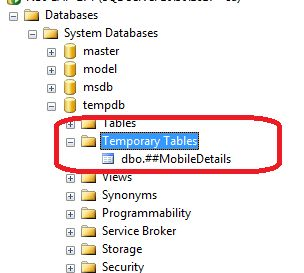 Databases
System Databases
master
model
msdb
tempdb
Tables
Temporary Tables
dbo.##MobileDetails
Views
Synonyms
Programmability
Service Broker
Storage
Security